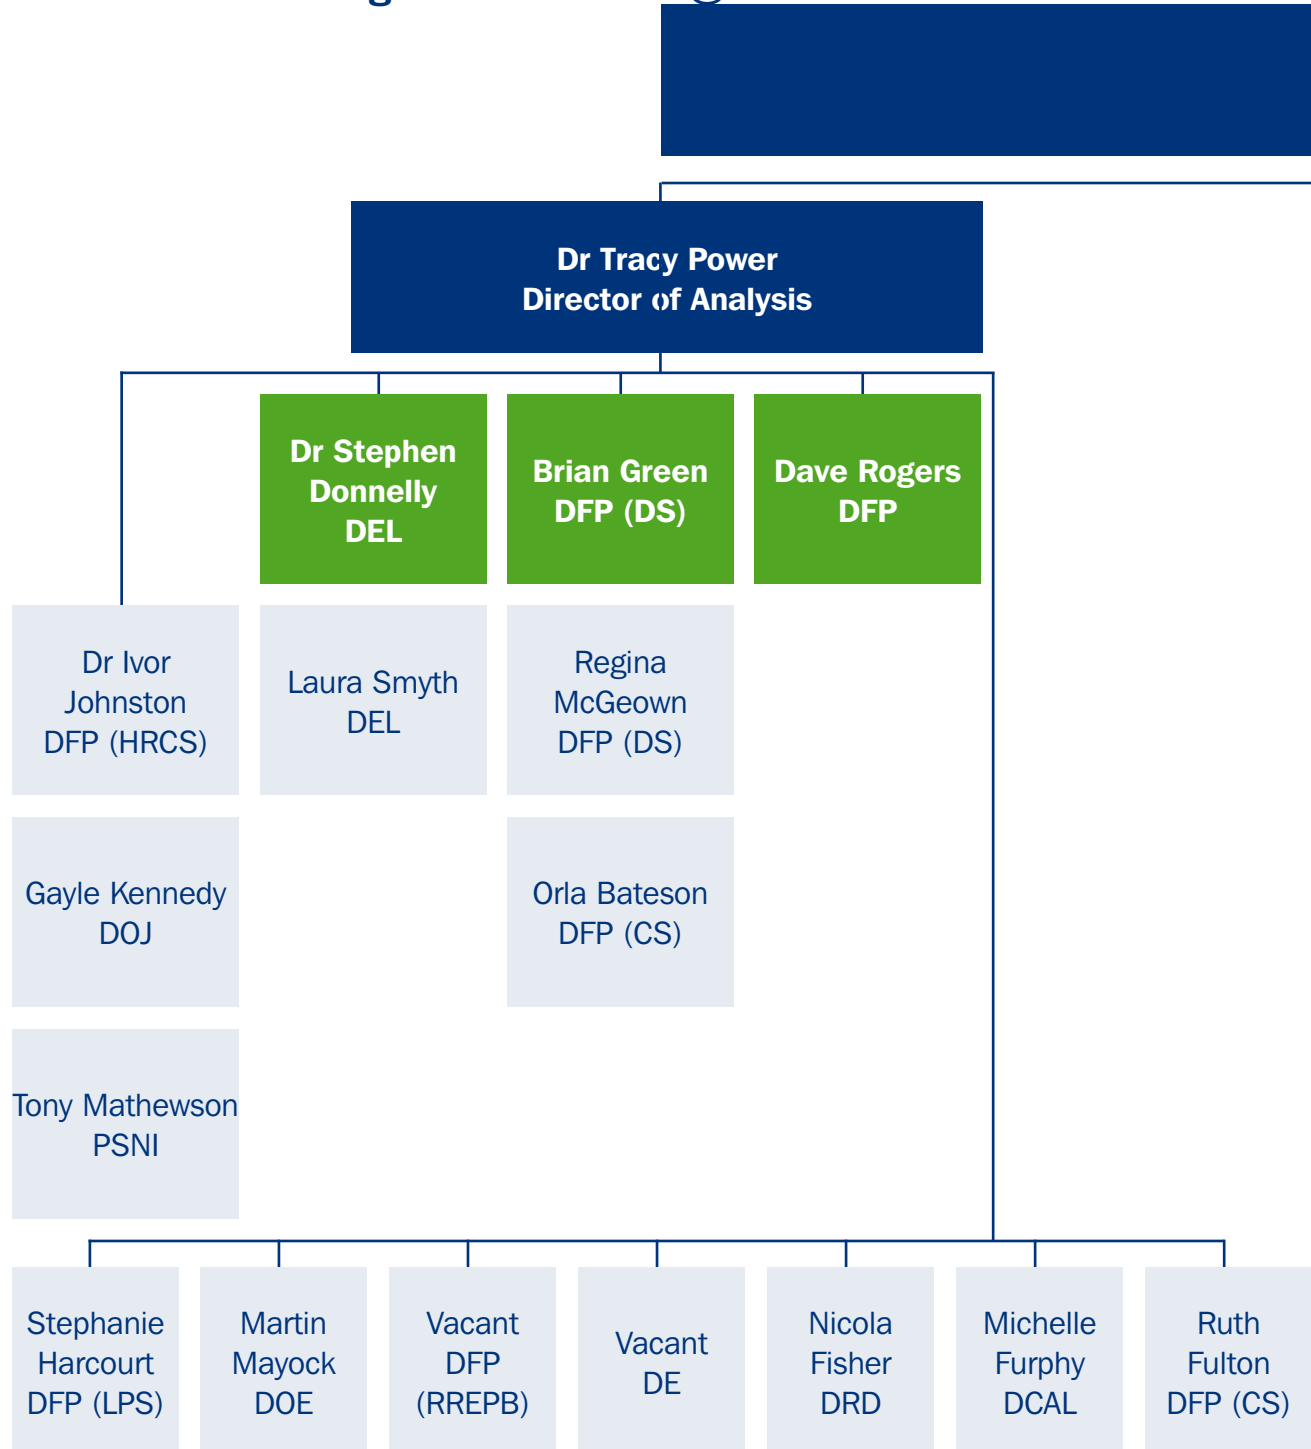 Dr Tracy Power
Director of Analysis
Dr Stephen
Donnelly
DEL
Brian Green
DFP (DS)
Dave Rogers
DFP
Dr Ivor
Johnston
DFP (HRCS)
Laura Smyth
DEL
Regina
McGeown
DFP (DS)
Gayle Kennedy
DOJ
Orla Bateson
DFP (CS)
Tony Mathewson
PSNI
Stephanie
Harcourt
DFP (LPS)
Martin
Mayock
DOE
Vacant
DFP
(RREPB)
Vacant
DE
Nicola
Fisher
DRD
Michelle
Furphy
DCAL
Ruth
Fulton
DFP (CS)